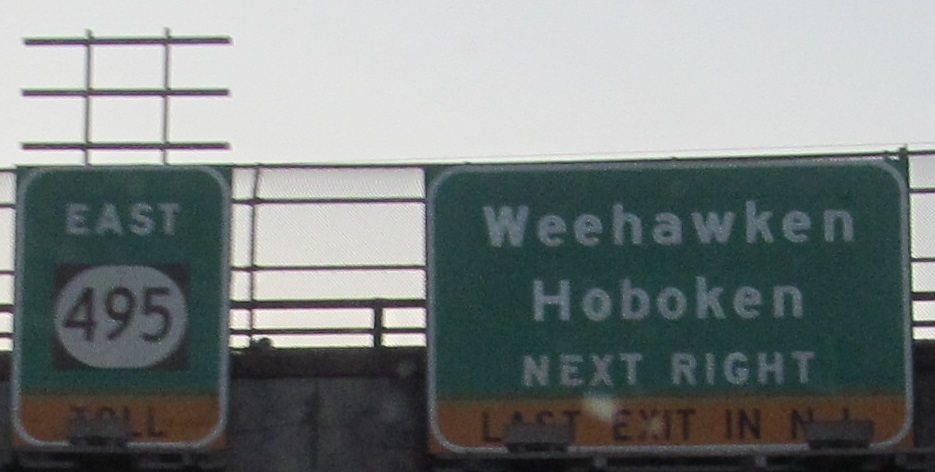 EAST
495
TOLL
Weehawken
Hoboken
NEXT RIGHT
LAST EXIT IN N.J.